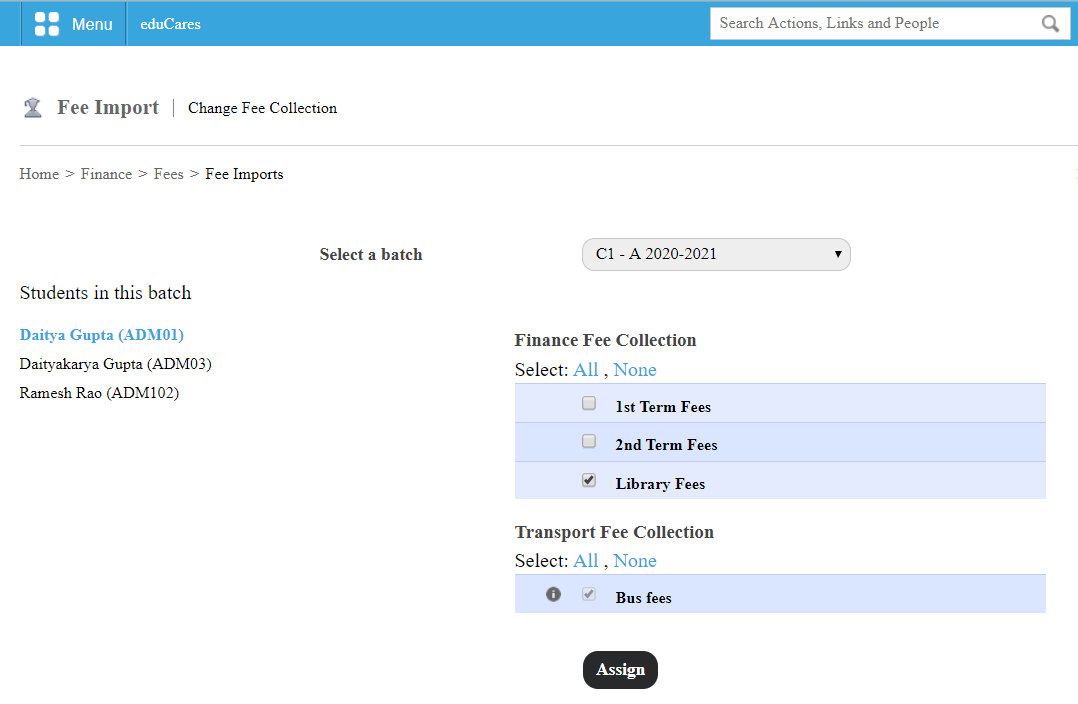 Menu eduCares Search Actions, Links and People
Fee Import Change Fee Collection
Home > Finance > Fees > Fee Imports
Select a batch C1 - A 2020-2021
Students in this batch
Daitya Gupta (ADM01)
Daityakarya Gupta (ADM03)
Ramesh Rao (ADM102)
Finance Fee Collection
Select: All , None
1st Term Fees
2nd Term Fees
Library Fees
Transport Fee Collection
Select: All , None
Bus fees
Assign